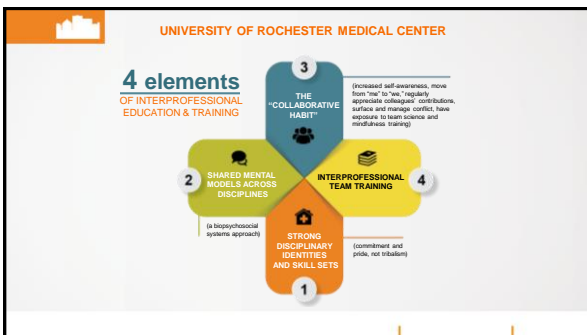 UNIVERSITY OF ROCHESTER MEDICAL CENTER
4 elements
OF INTERPROFESSIONAL
EDUCATION & TRAINING
3
THE
"COLLABORATIVE
HABIT"
(increased self-awareness, move
from "me" to "we," regularly
appreciate colleagues' contributions,
surface and manage conflict, have
exposure to team science and
mindfulness training)
2
SHARED MENTAL
MODELS ACROSS
DISCIPLINES
(a biopsychosocial
systems approach)
INTERPROFESSIONAL
TEAM TRAINING
4
STRONG
DISCIPLINARY
IDENTITIES
AND SKILL SETS
1
(commitment and
pride, not tribalism)